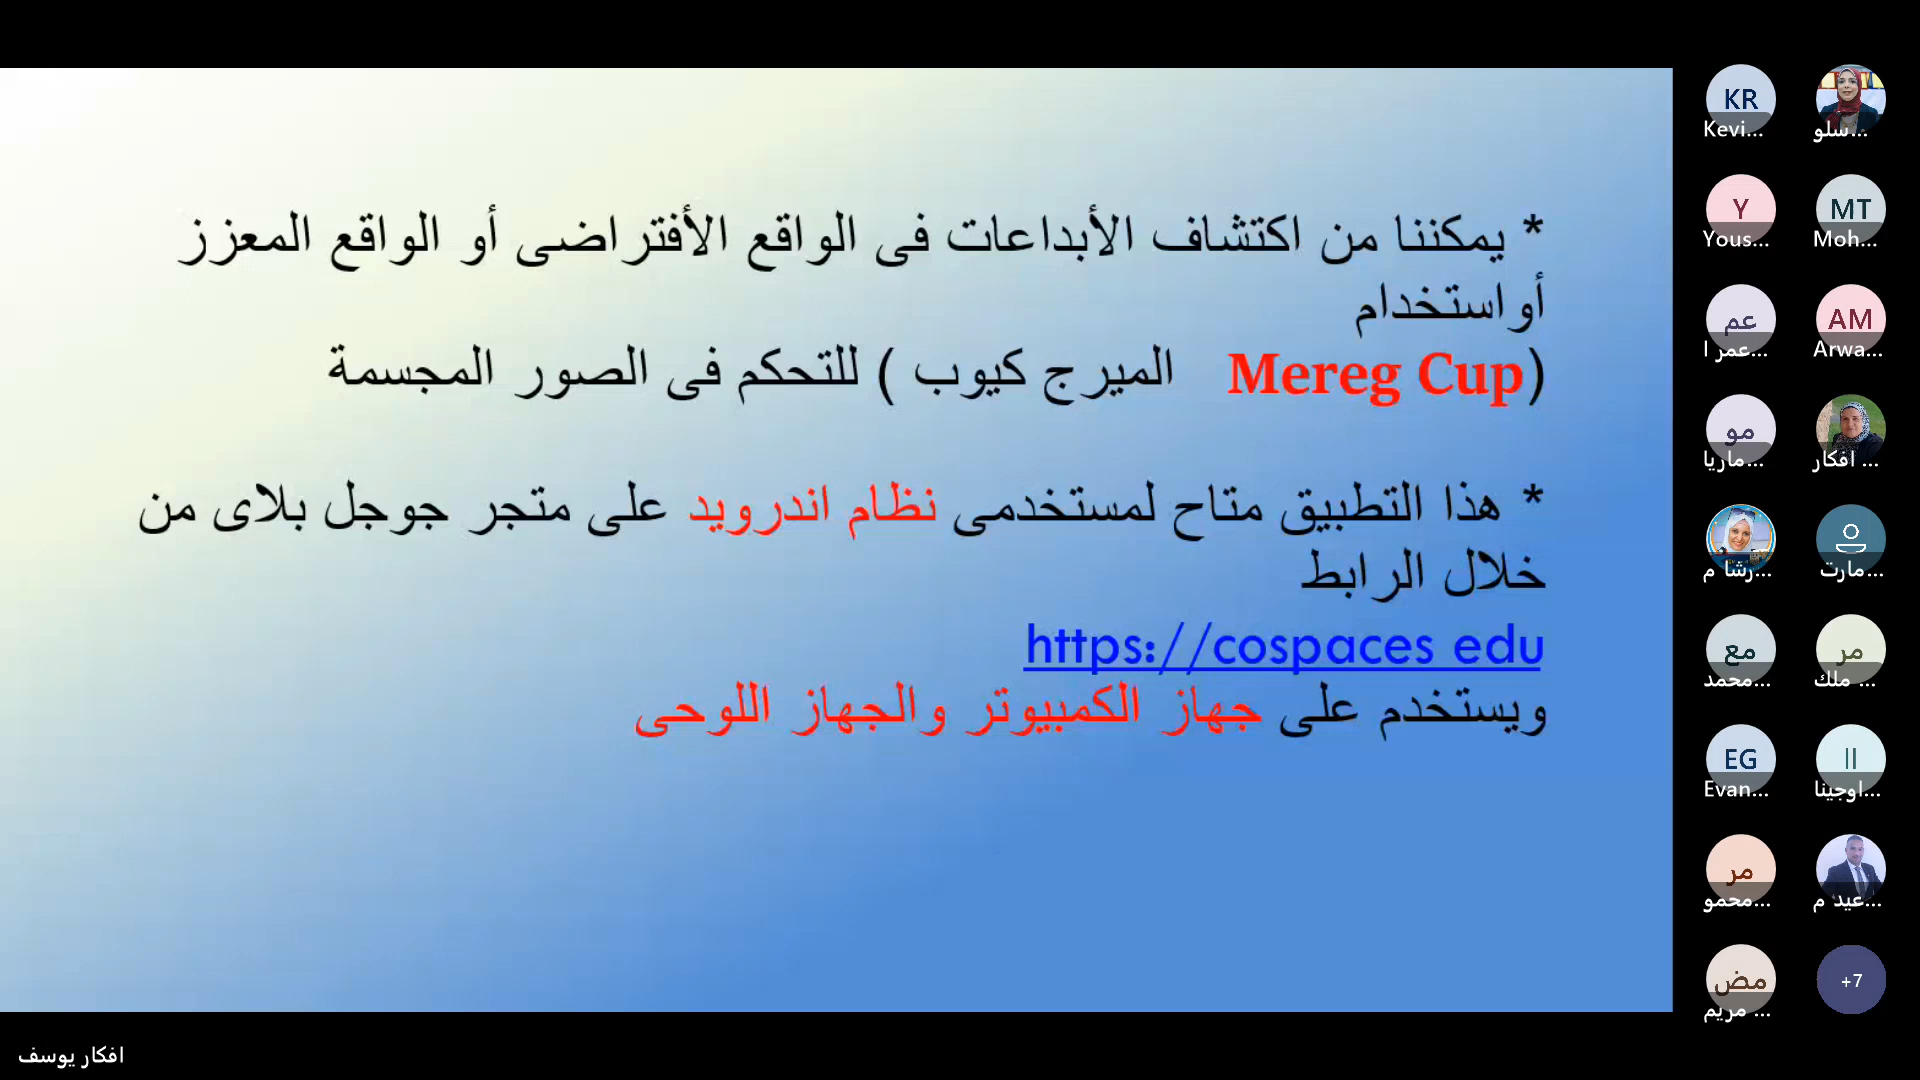 * يمكننا من اكتشاف الأبداعات فى الواقع الأفتراضى أو الواقع المعزز
أواستخدام
(Mereg Cup الميرج كيوب ) للتحكم فى الصور المجسمة
* هذا التطبيق متاح لمستخدمى نظام اندرويد على متجر جوجل بلاى من
خلال الرابط
https://cospaces edu
ويستخدم على جهاز الكمبيوتر والجهاز اللوحى
KR
Kevi...
سلو...
Y
Yous...
MT
Moh...
عم
عمر ا...
AM
Arwa...
مو
ماريا...
افكار ...
رشا م...
مارت...
مع
محمد...
مر
ملك ...
EG
Evan...
اا
اوجينا...
مر
محمو...
عيد م...
مض
مريم ...
+7
افكار يوسف